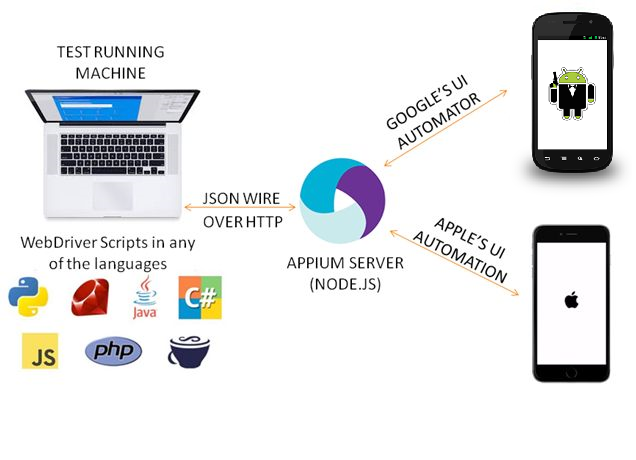 TEST RUNNING
MACHINE
GOOGLE'S UI
AUTOMATOR
JSON WIRE
OVER HTTP
APPLE'S UI
AUTOMATION
WebDriver Scripts in any
of the languages
APPIUM SERVER
(NODE.JS)
Java
C#
JS
php